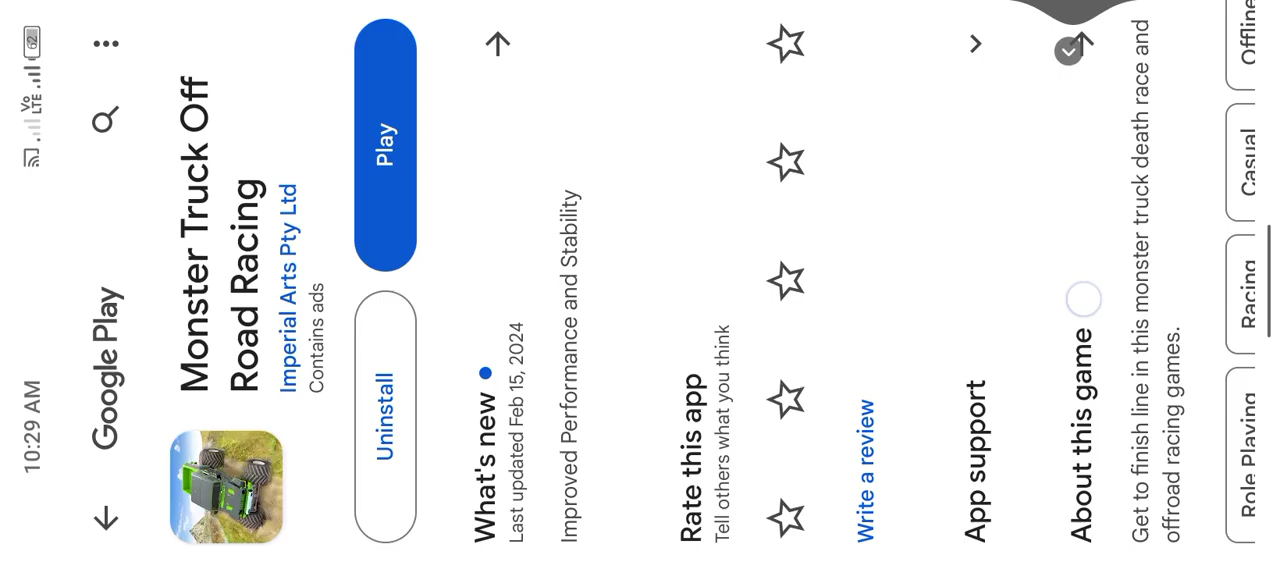 10:29 AM
Vo
LTE
62
Google Play
Monster Truck Off
Road Racing
Imperial Arts Pty Ltd
Contains ads
Uninstall
Play
What's new
Last updated Feb 15, 2024
Improved Performance and Stability
Rate this app
Tell others what you think
Write a review
App support
About this game
Get to finish line in this monster truck death race and
offroad racing games.
Role Playing
Racing
Casual
Offline